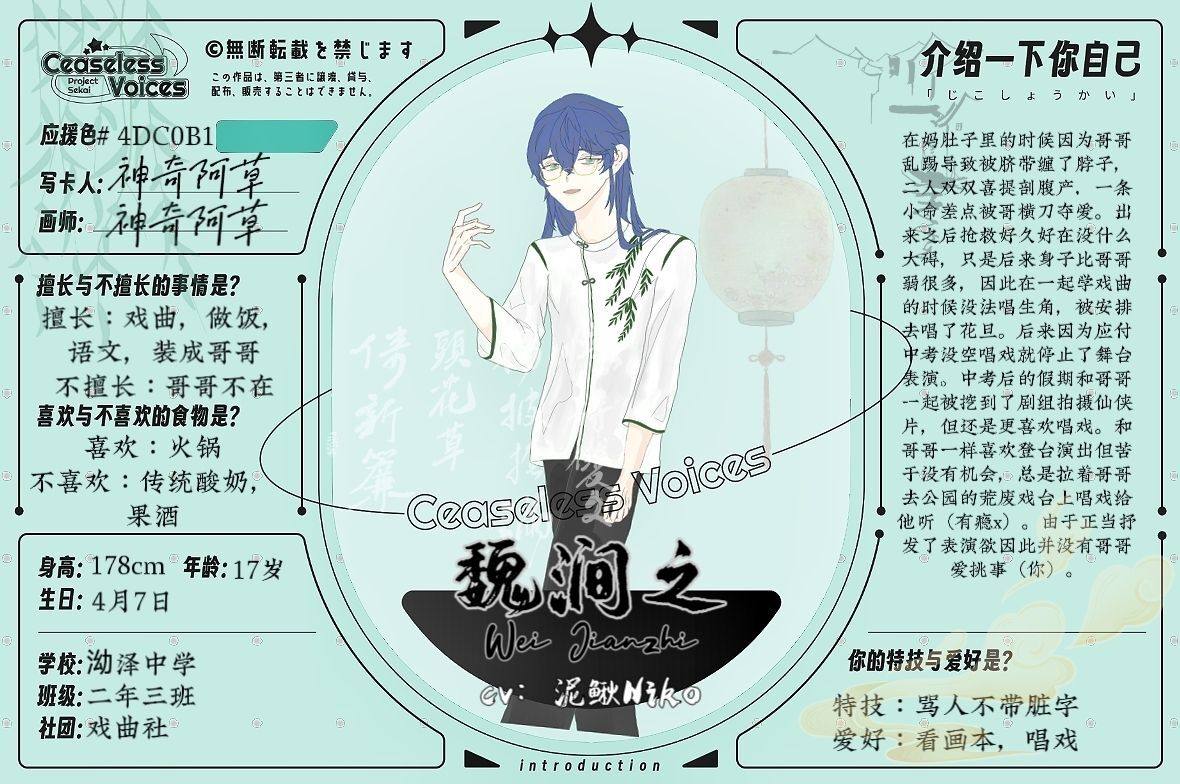 Ceaseless
Project
Sekai
Voices
©無断転載を禁じます
この作品は、第三者に譲渡、貸与、
配布、販売することはできません。
应援色# 4DC0B1
写卡人: 神奇阿草
画师: 神奇阿草
擅长与不擅长的事情是?
擅长：戏曲，做饭，
语文，装成哥哥
不擅长：哥哥不在
喜欢与不喜欢的食物是?
喜欢：火锅
不喜欢：传统酸奶，
果酒
身高: 178cm 年龄: 17岁
生日: 4月7日
学校: 泑泽中学
班级: 二年三班
社团: 戏曲社
倚新
頭花草
Ceaseless Voices
魏涧之
Wei Jianzhi
cv： 泥鳅Niko
introduction
介绍一下你自己
「じこしょうかい」
在妈肚子里的时候因为哥哥
乱踢导致被脐带缠了脖子，
二人双双喜提剖腹产，一条
小命差点被哥横刀夺爱。出
来之后抢救好久好在没什么
大碍，只是后来身子比哥哥
弱很多，因此在一起学戏曲
的时候没法唱生角，被安排
去唱了花旦。后来因为应付
中考没空唱戏就停止了舞台
表演。中考后的假期和哥哥
一起被挖到了剧组拍摄仙侠
片，但还是更喜欢唱戏。和
哥哥一样喜欢登台演出但苦
于没有机会，总是拉着哥哥
去公园的荒废戏台上唱戏给
他听（有瘾x）。由于正当抒
发了表演欲因此并没有哥哥
爱挑事（你）。
你的特技与爱好是?
特技：骂人不带脏字
爱好：看画本，唱戏